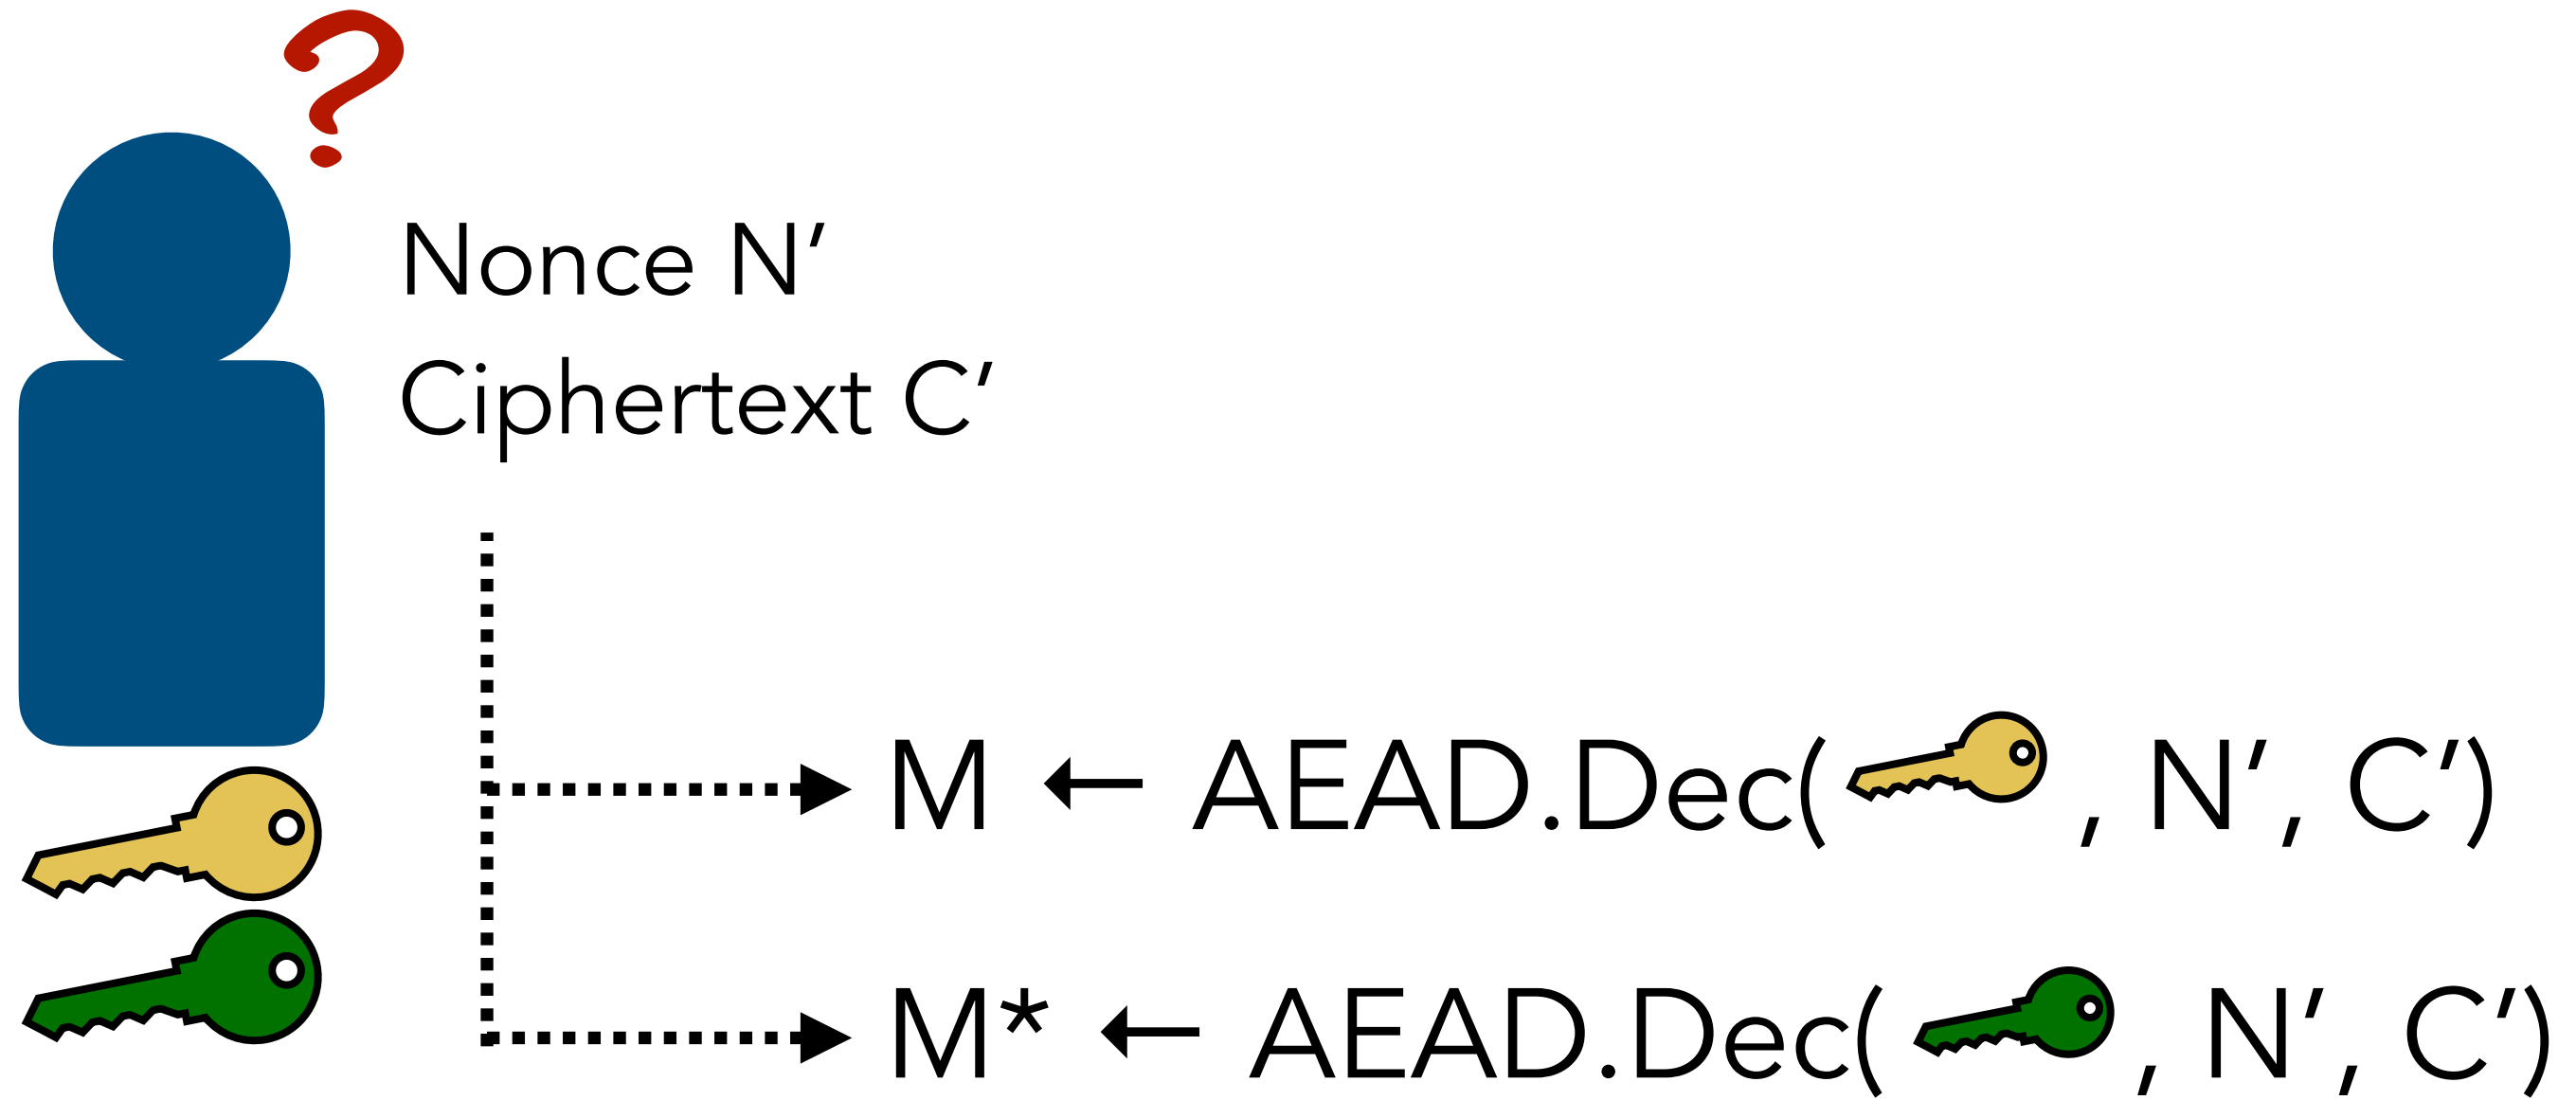 ?
Nonce N′
Ciphertext C′
M ← AEAD.Dec( , N′, C′)
M* ← AEAD.Dec( , N′, C′)